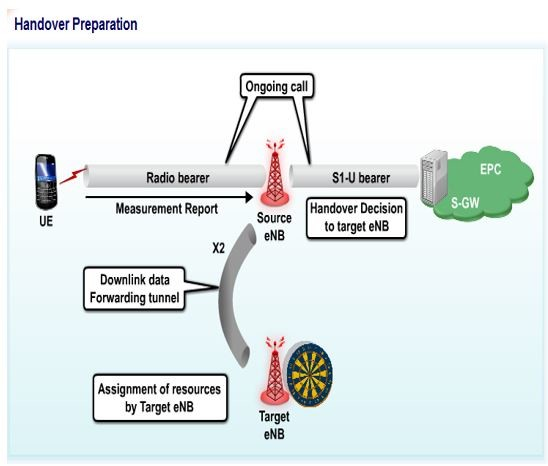 Handover Preparation
Ongoing call
Radio bearer
S1-U bearer
EPC
S-GW
UE
Measurement Report
Source
eNB
Handover Decision
to target eNB
X2
Downlink data
Forwarding tunnel
Assignment of resources
by Target eNB
Target
eNB